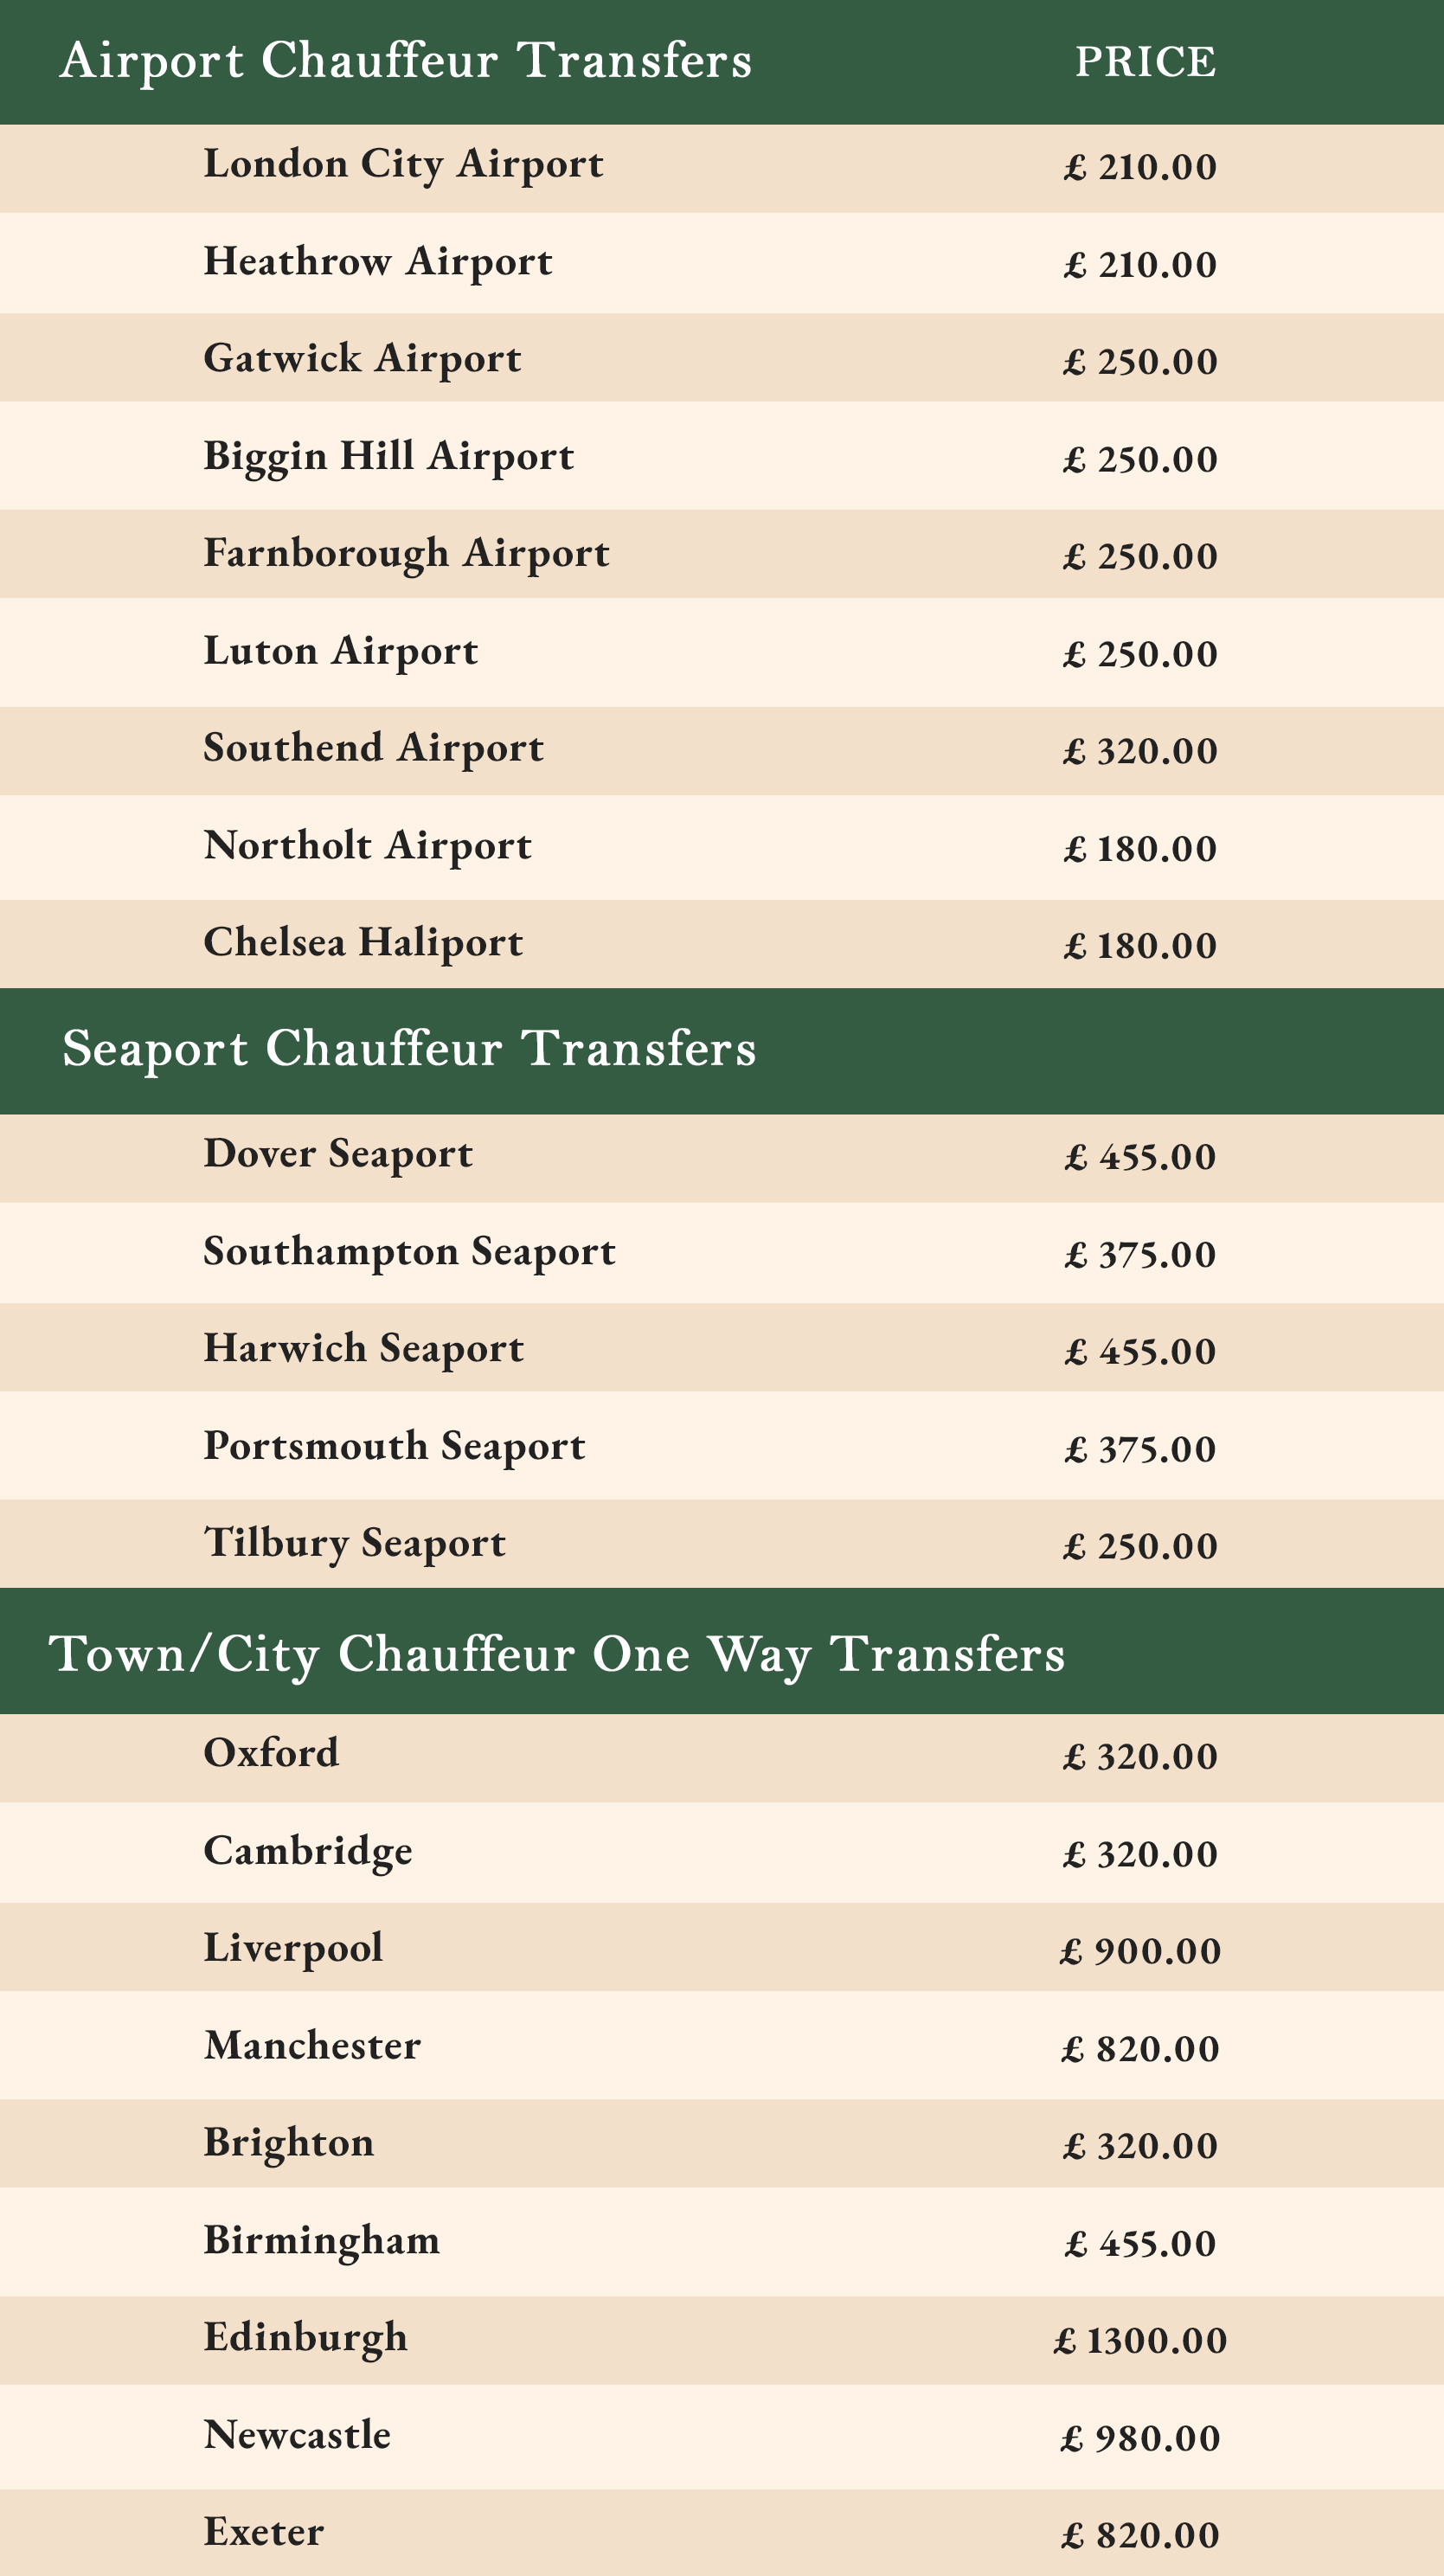 Airport Chauffeur Transfers PRICE
London City Airport £ 210.00
Heathrow Airport £ 210.00
Gatwick Airport £ 250.00
Biggin Hill Airport £ 250.00
Farnborough Airport £ 250.00
Luton Airport £ 250.00
Southend Airport £ 320.00
Northolt Airport £ 180.00
Chelsea Haliport £ 180.00
Seaport Chauffeur Transfers
Dover Seaport £ 455.00
Southampton Seaport £ 375.00
Harwich Seaport £ 455.00
Portsmouth Seaport £ 375.00
Tilbury Seaport £ 250.00
Town/City Chauffeur One Way Transfers
Oxford £ 320.00
Cambridge £ 320.00
Liverpool £ 900.00
Manchester £ 820.00
Brighton £ 320.00
Birmingham £ 455.00
Edinburgh £ 1300.00
Newcastle £ 980.00
Exeter £ 820.00